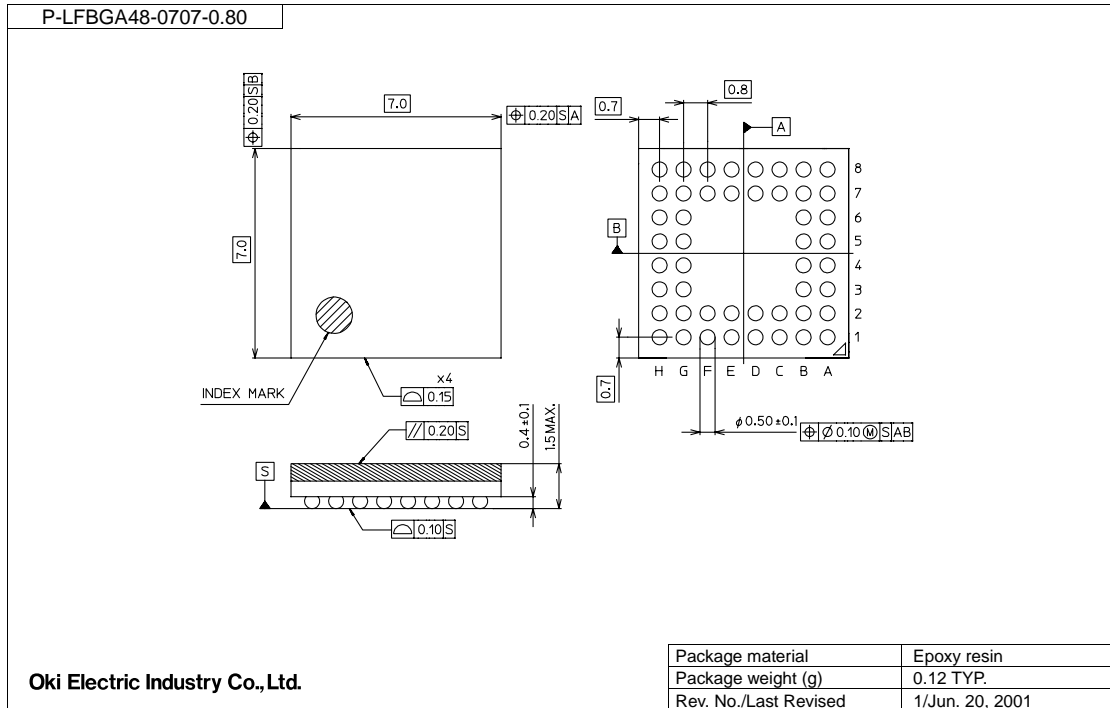 P-LFBGA48-0707-0.80
⌖ 0.20 S B
7.0
⌖ 0.20 S A
7.0
INDEX MARK
x4
⌓ 0.15
0.7
0.8
A
B
8
7
6
5
4
3
2
1
H G F E D C B A
0.7
φ0.50±0.1
⌖ Ø 0.10 Ⓜ S AB
// 0.20 S
0.4±0.1
1.5MAX.
S
⌓ 0.10 S
Oki Electric Industry Co., Ltd.
Package material Epoxy resin
Package weight (g) 0.12 TYP.
Rev. No./Last Revised 1/Jun. 20, 2001